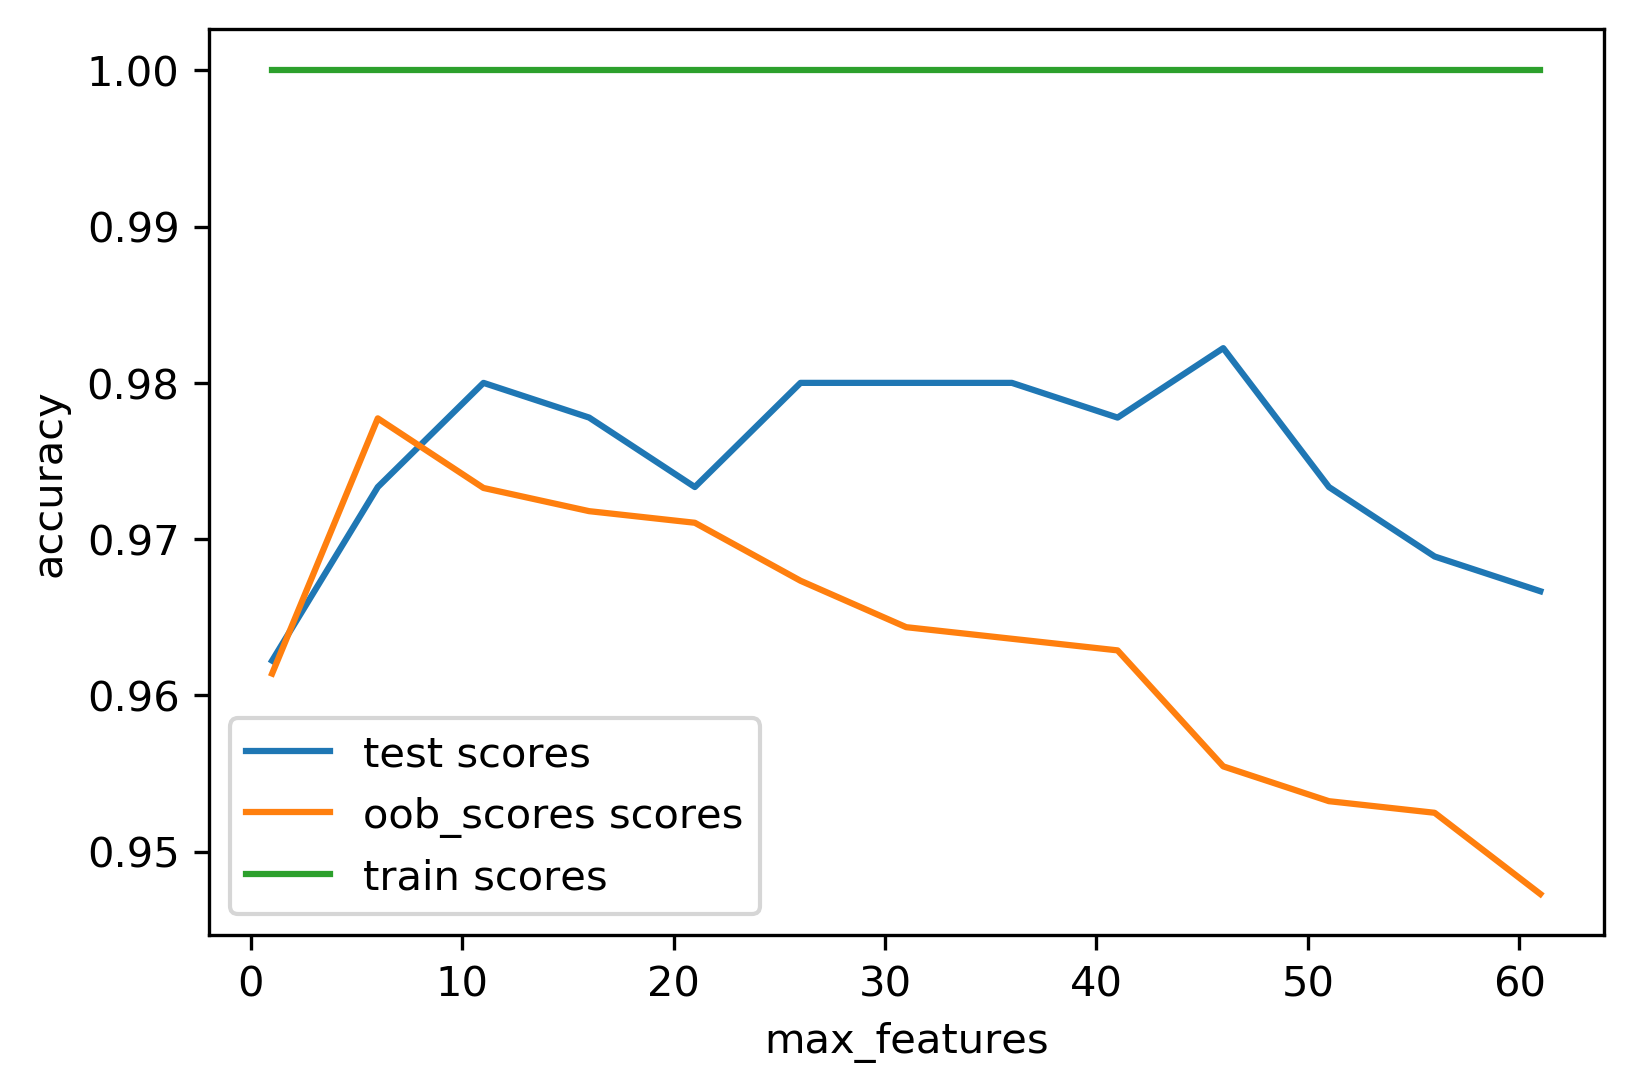 1.00
0.99
0.98
0.97
0.96
0.95
accuracy
test scores
oob_scores scores
train scores
0 10 20 30 40 50 60
max_features